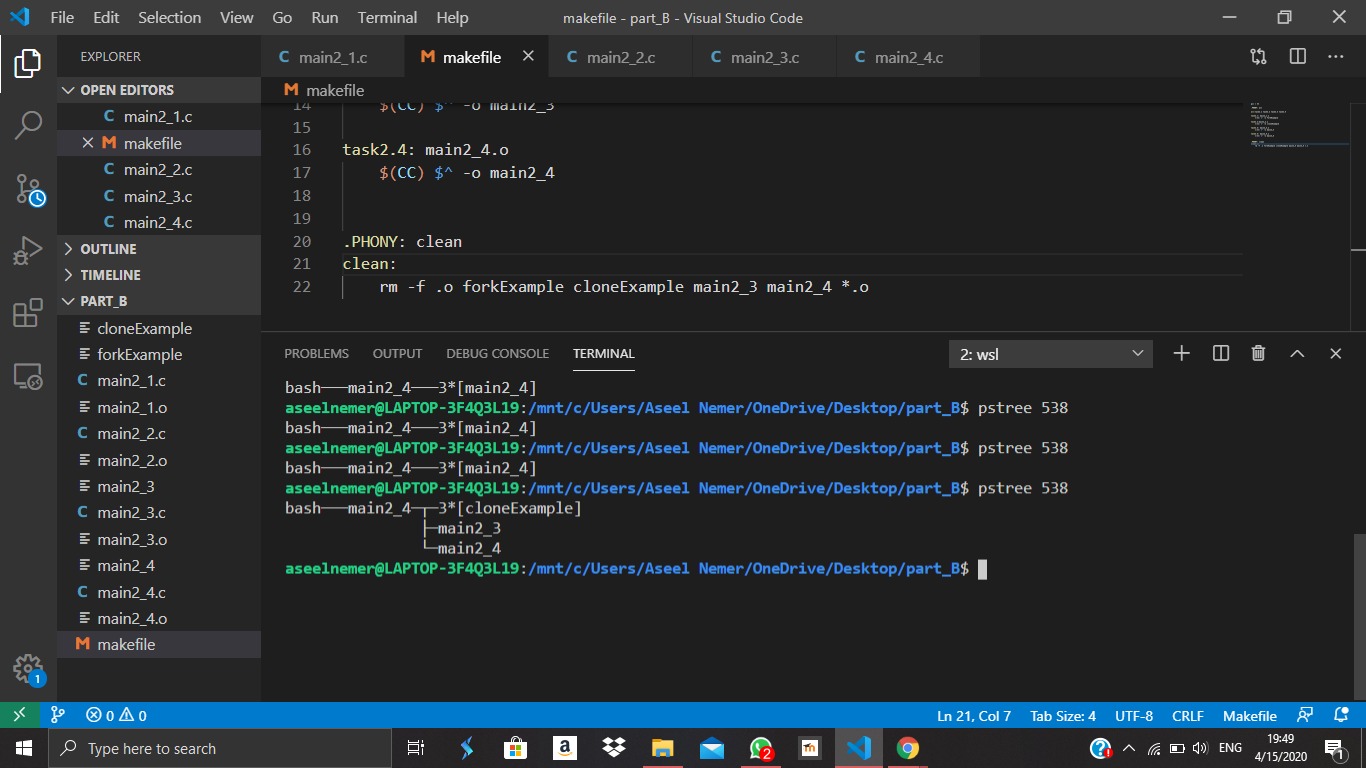 File Edit Selection View Go Run Terminal Help
makefile - part_B - Visual Studio Code
EXPLORER
OPEN EDITORS
main2_1.c
makefile
main2_2.c
main2_3.c
main2_4.c
OUTLINE
TIMELINE
PART_B
cloneExample
forkExample
main2_1.c
main2_1.o
main2_2.c
main2_2.o
main2_3
main2_3.c
main2_3.o
main2_4
main2_4.c
main2_4.o
makefile
main2_1.c makefile main2_2.c main2_3.c main2_4.c
makefile
14 $(CC) $^ -o main2_3
15
16 task2.4: main2_4.o
17 $(CC) $^ -o main2_4
18
19
20 .PHONY: clean
21 clean:
22 rm -f .o forkExample cloneExample main2_3 main2_4 *.o
PROBLEMS OUTPUT DEBUG CONSOLE TERMINAL 2: wsl
bash───main2_4───3*[main2_4]
aseelnemer@LAPTOP-3F4Q3L19:/mnt/c/Users/Aseel Nemer/OneDrive/Desktop/part_B$ pstree 538
bash───main2_4───3*[main2_4]
aseelnemer@LAPTOP-3F4Q3L19:/mnt/c/Users/Aseel Nemer/OneDrive/Desktop/part_B$ pstree 538
bash───main2_4───3*[main2_4]
aseelnemer@LAPTOP-3F4Q3L19:/mnt/c/Users/Aseel Nemer/OneDrive/Desktop/part_B$ pstree 538
bash───main2_4─┬─3*[cloneExample]
├─main2_3
└─main2_4
aseelnemer@LAPTOP-3F4Q3L19:/mnt/c/Users/Aseel Nemer/OneDrive/Desktop/part_B$
1
0 0 Ln 21, Col 7 Tab Size: 4 UTF-8 CRLF Makefile
Type here to search
2
ENG
19:49
4/15/2020
1